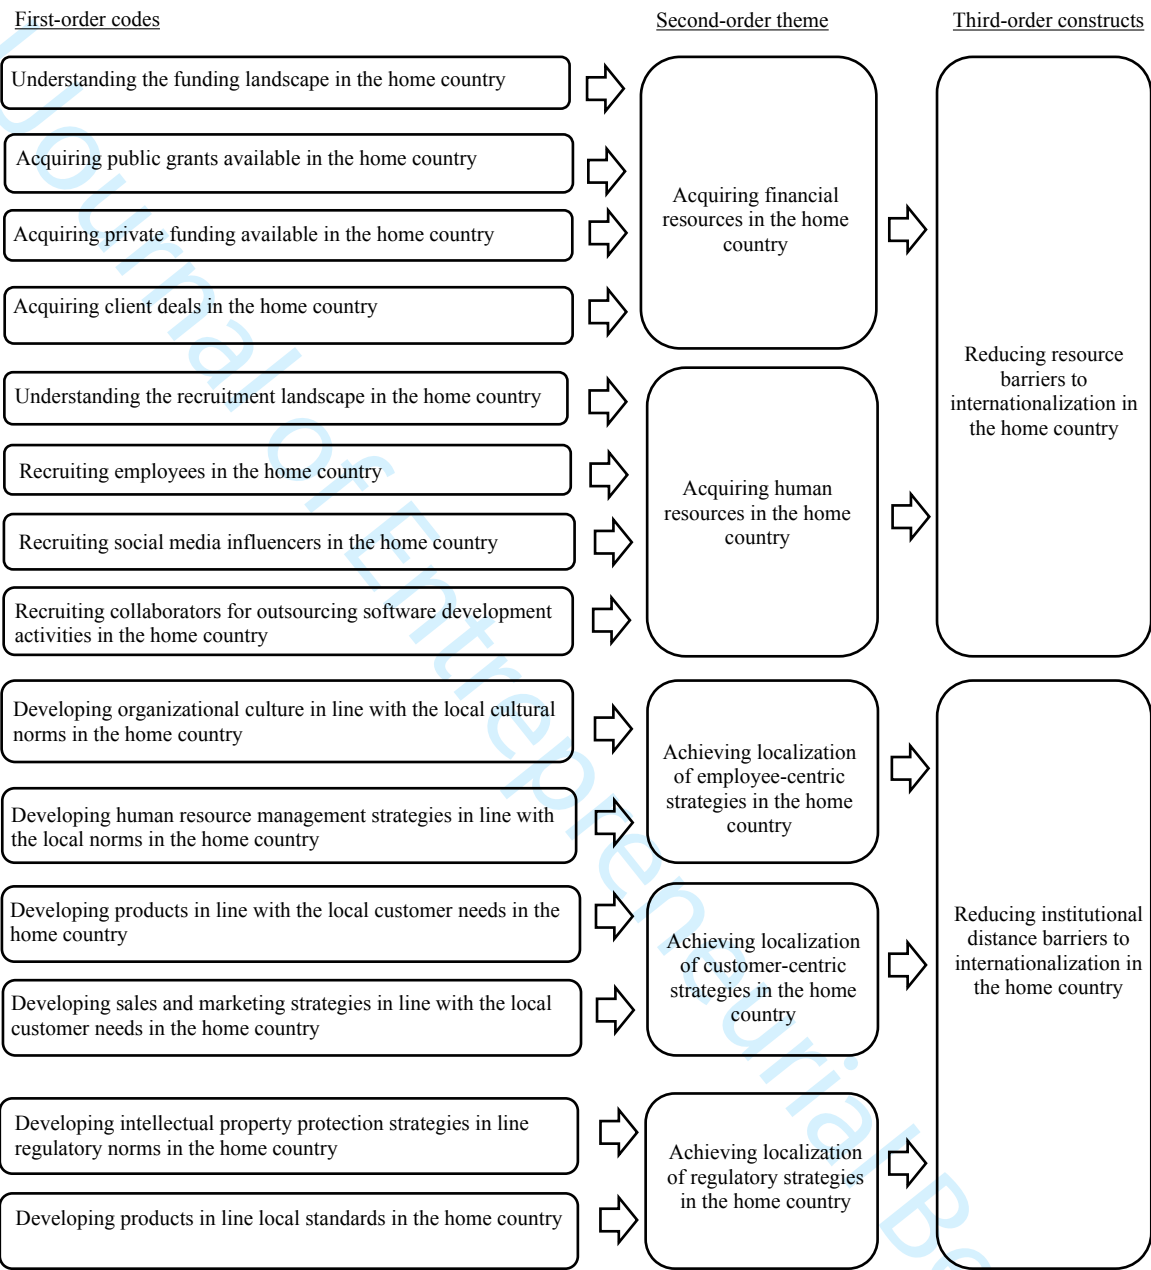 First-order codes
Second-order theme
Third-order constructs
Understanding the funding landscape in the home country
Acquiring public grants available in the home country
Acquiring private funding available in the home country
Acquiring client deals in the home country
Acquiring financial
resources in the home
country
Understanding the recruitment landscape in the home country
Recruiting employees in the home country
Recruiting social media influencers in the home country
Recruiting collaborators for outsourcing software development
activities in the home country
Acquiring human
resources in the home
country
Reducing resource
barriers to
internationalization in
the home country
Developing organizational culture in line with the local cultural
norms in the home country
Developing human resource management strategies in line with
the local norms in the home country
Achieving localization
of employee-centric
strategies in the home
country
Developing products in line with the local customer needs in the
home country
Developing sales and marketing strategies in line with the local
customer needs in the home country
Achieving localization
of customer-centric
strategies in the home
country
Developing intellectual property protection strategies in line
regulatory norms in the home country
Developing products in line local standards in the home country
Achieving localization
of regulatory strategies
in the home country
Reducing institutional
distance barriers to
internationalization in
the home country
Journal of Entrepreneurial Be